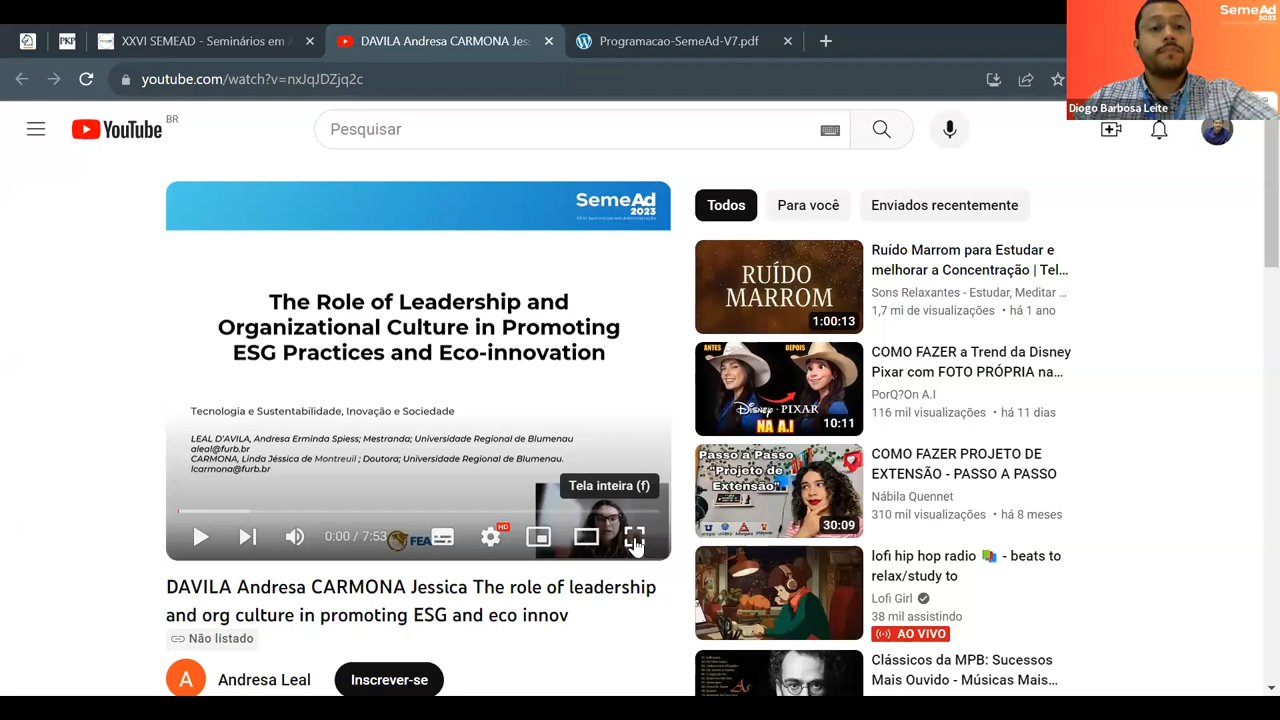 PKP
XXVI SEMEAD - Seminários em A
DAVILA Andresa CARMONA Jes
Programacao-SemeAd-V7.pdf
SemeAd
2023
youtube.com/watch?v=nxJqJDZjq2c
Diogo Barbosa Leite
YouTube
BR
Pesquisar
SemeAd
2023
XXVI Seminários em Administração
The Role of Leadership and
Organizational Culture in Promoting
ESG Practices and Eco-innovation
Tecnologia e Sustentabilidade, Inovação e Sociedade
LEAL D'AVILA, Andresa Erminda Spiess; Mestranda; Universidade Regional de Blumenau
aleal@furb.br
CARMONA, Linda Jéssica de Montreuil ; Doutora; Universidade Regional de Blumenau.
lcarmona@furb.br
Tela inteira (f)
0:00 / 7:53
FEA
HD
DAVILA Andresa CARMONA Jessica The role of leadership
and org culture in promoting ESG and eco innov
Não listado
A
Andresa Leal
Inscrever-se
Todos
Para você
Enviados recentemente
RUÍDO
MARROM
1:00:13
Ruído Marrom para Estudar e
melhorar a Concentração | Tel...
Sons Relaxantes - Estudar, Meditar ...
1,7 mi de visualizações • há 1 ano
ANTES
DEPOIS
Disney • PIXAR
NA A.I
10:11
COMO FAZER a Trend da Disney
Pixar com FOTO PRÓPRIA na...
PorQ?On A.I
116 mil visualizações • há 11 dias
Passo a Passo
"Projeto de
Extensão"
30:09
COMO FAZER PROJETO DE
EXTENSÃO - PASSO A PASSO
Nábila Quennet
310 mil visualizações • há 8 meses
lofi hip hop radio 📚 - beats to
relax/study to
Lofi Girl
38 mil assistindo
AO VIVO
Clássicos da MPB: Sucessos
Mais Ouvido - Músicas Mais...
As